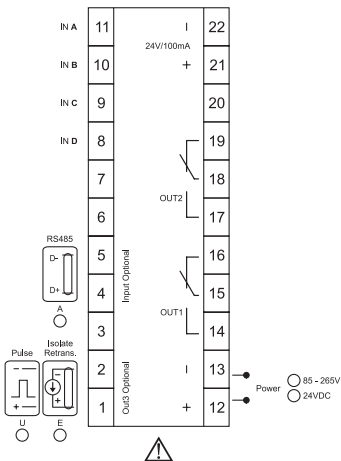 IN A 11 I 22
24V/100mA
IN B 10 + 21
IN C 9 20
IN D 8 19
7 18
OUT2
6 17
RS485
D-
D+
A
5 16
Input Optional
4 15
OUT1
3 14
Pulse
− +
U
Isolate
Retrans.
− +
E
2 I 13
Out3 Optional
1 + 12
Power
85 - 265V
24VDC